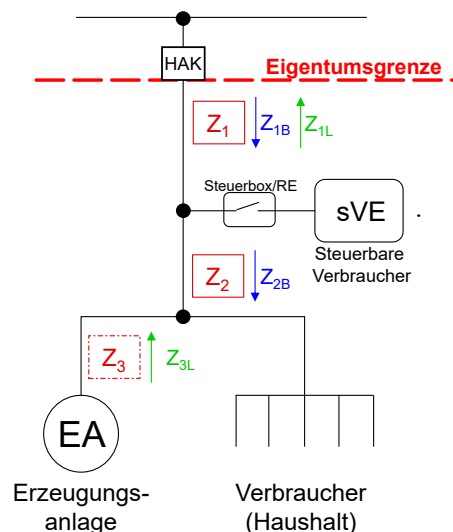 HAK
Eigentumsgrenze
Z1 Z1B Z1L
Steuerbox/RE
sVE
Steuerbare
Verbraucher
Z2 Z2B
Z3 Z3L
EA
Erzeugungs-
anlage
Verbraucher
(Haushalt)